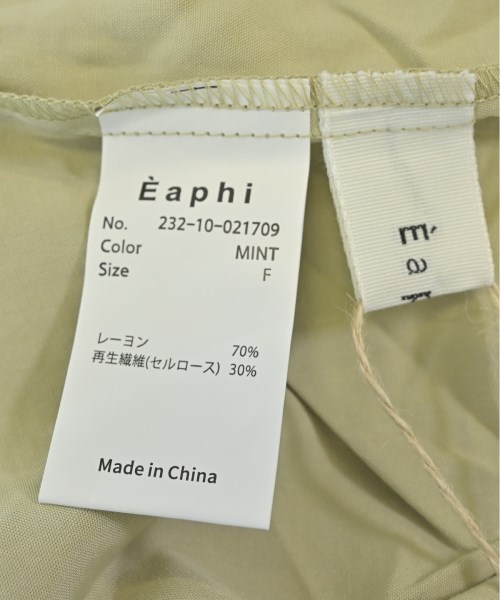 Èaphi
No. 232-10-021709
Color MINT
Size F
レーヨン 70%
再生繊維(セルロース) 30%
Made in China
Éa